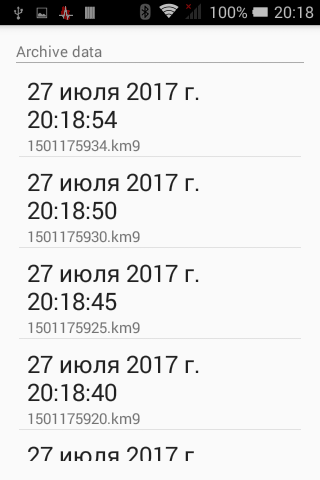 100% 20:18
Archive data
27 июля 2017 г.
20:18:54
1501175934.km9
27 июля 2017 г.
20:18:50
1501175930.km9
27 июля 2017 г.
20:18:45
1501175925.km9
27 июля 2017 г.
20:18:40
1501175920.km9
27 июля 2017 г.